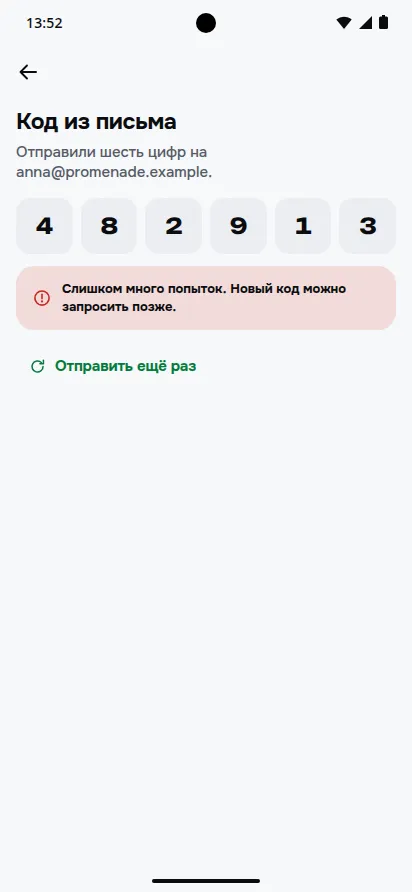 13:52
Код из письма
Отправили шесть цифр на
anna@promenade.example.
4 8 2 9 1 3
Слишком много попыток. Новый код можно
запросить позже.
Отправить ещё раз